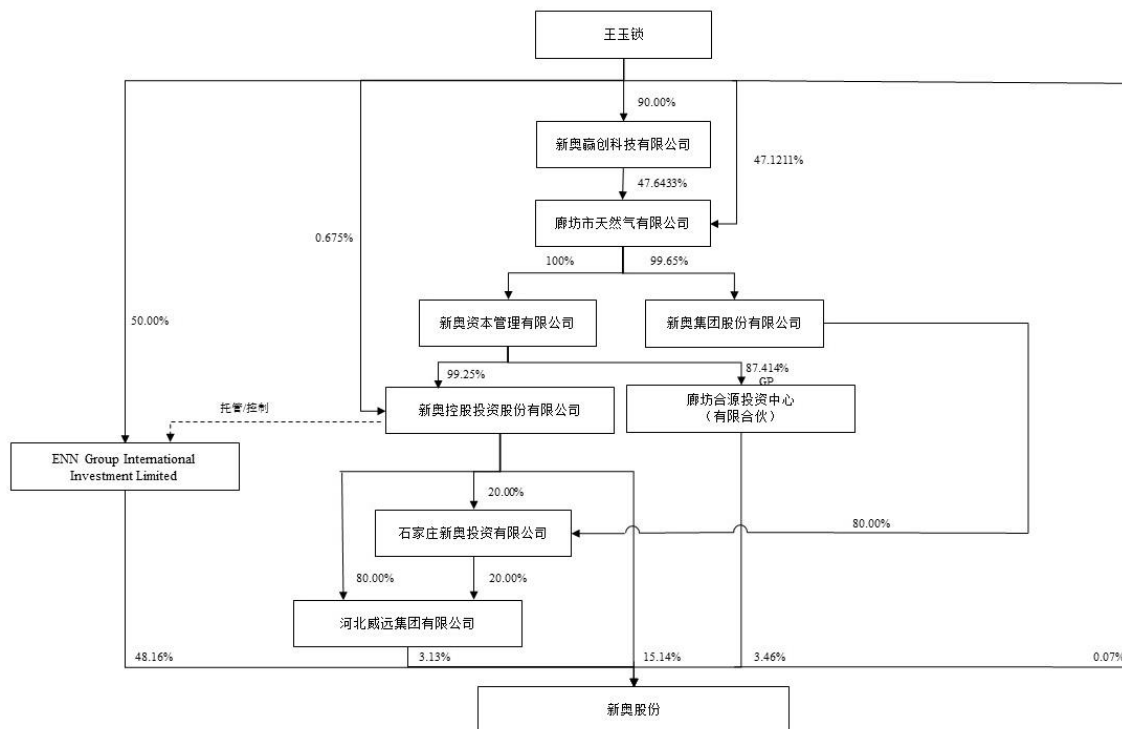 王玉锁
90.00%
新奥赢创科技有限公司
47.1211%
47.6433%
廊坊市天然气有限公司
0.675%
100%
99.65%
新奥资本管理有限公司
新奥集团股份有限公司
50.00%
99.25%
87.414%
GP
新奥控股投资股份有限公司
廊坊合源投资中心
（有限合伙）
托管/控制
ENN Group International
Investment Limited
20.00%
石家庄新奥投资有限公司
80.00%
80.00%
20.00%
河北威远集团有限公司
48.16%
3.13%
15.14%
3.46%
0.07%
新奥股份